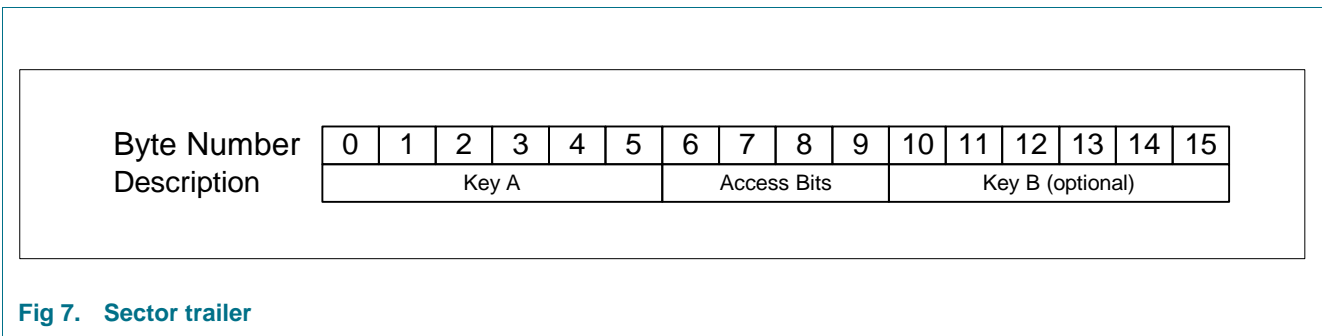 Byte Number 0 1 2 3 4 5 6 7 8 9 10 11 12 13 14 15
Description Key A Access Bits Key B (optional)
Fig 7. Sector trailer